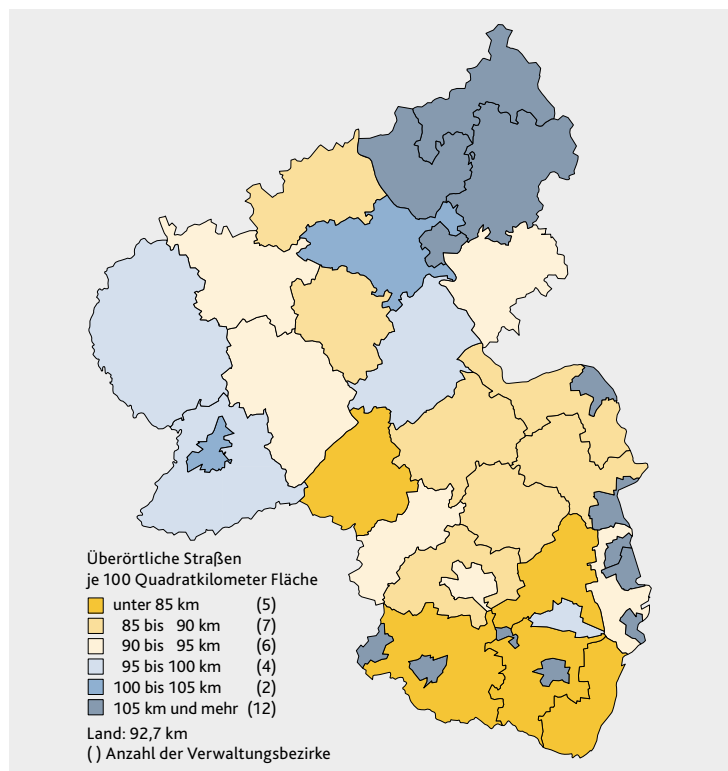 Überörtliche Straßen
je 100 Quadratkilometer Fläche
unter 85 km (5)
85 bis 90 km (7)
90 bis 95 km (6)
95 bis 100 km (4)
100 bis 105 km (2)
105 km und mehr (12)
Land: 92,7 km
( ) Anzahl der Verwaltungsbezirke